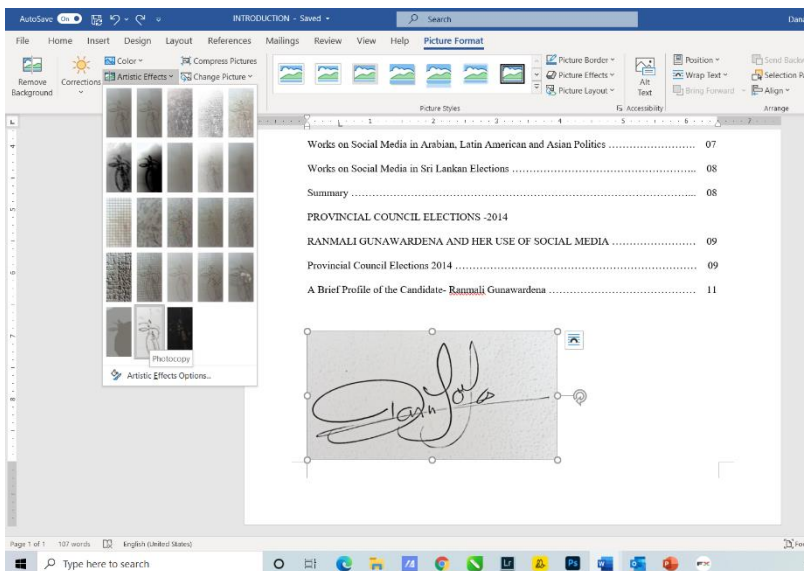 AutoSave On INTRODUCTION - Saved Search Dana
File Home Insert Design Layout References Mailings Review View Help Picture Format
Remove Background
Corrections
Color
Artistic Effects
Compress Pictures
Change Picture
Picture Styles
Picture Border
Picture Effects
Picture Layout
Alt Text
Accessibility
Position
Wrap Text
Bring Forward
Send Backw
Selection Pa
Align
Arrange
Works on Social Media in Arabian, Latin American and Asian Politics ........................ 07
Works on Social Media in Sri Lankan Elections ................................................ 08
Summary ........................................................................................ 08
PROVINCIAL COUNCIL ELECTIONS -2014
RANMALI GUNAWARDENA AND HER USE OF SOCIAL MEDIA ...................... 09
Provincial Council Elections 2014 ............................................................. 09
A Brief Profile of the Candidate- Ranmali Gunawardena ...................................... 11
Photocopy
Artistic Effects Options...
Page 1 of 1 107 words English (United States) Fo
Type here to search